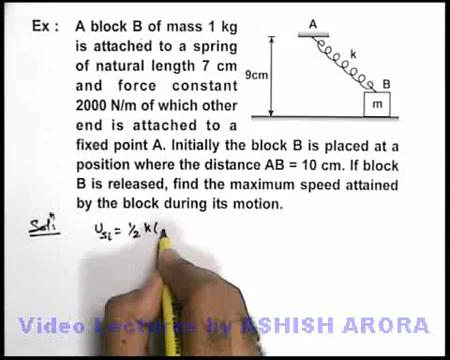 Ex : A block B of mass 1 kg
is attached to a spring
of natural length 7 cm
and force constant
2000 N/m of which other
end is attached to a
fixed point A. Initially the block B is placed at a
position where the distance AB = 10 cm. If block
B is released, find the maximum speed attained
by the block during its motion.
A
k
9cm
B
m
Solⁿ: U_Si = ½ k (
Video Lectures by ASHISH ARORA